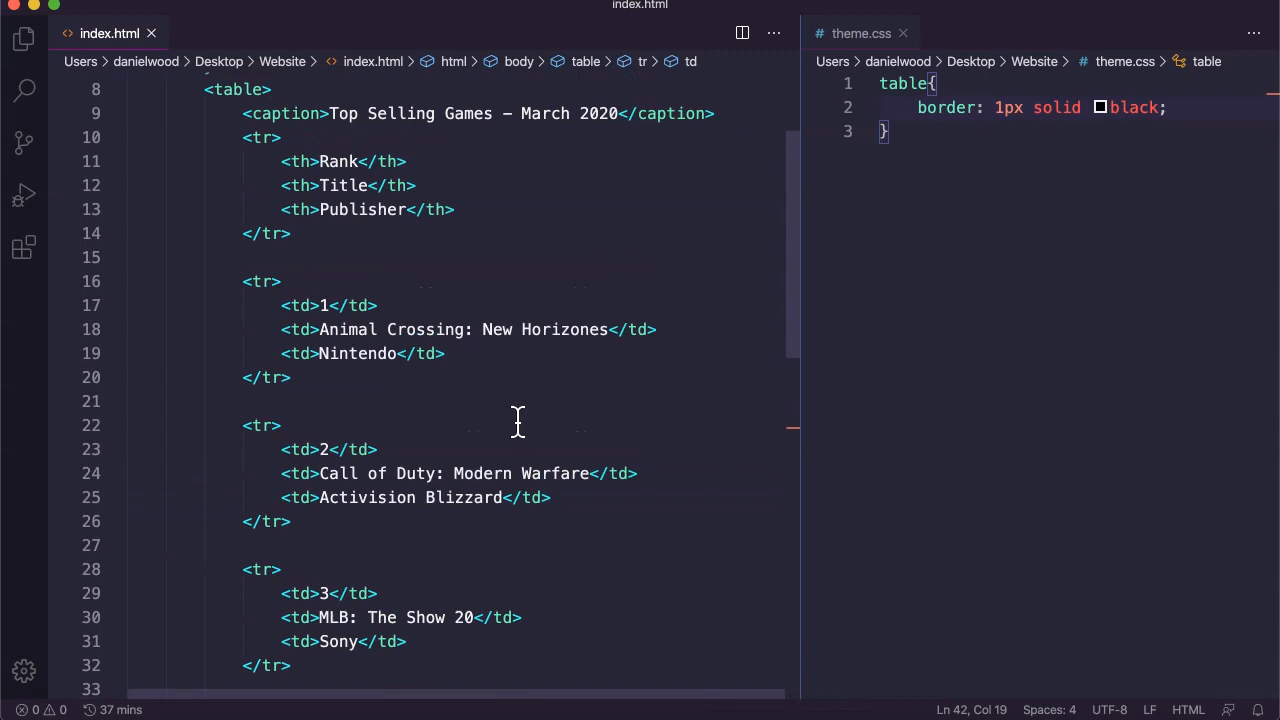 index.html
index.html
Users > danielwood > Desktop > Website > index.html > html > body > table > tr > td
8 <table>
9 <caption>Top Selling Games – March 2020</caption>
10 <tr>
11 <th>Rank</th>
12 <th>Title</th>
13 <th>Publisher</th>
14 </tr>
15
16 <tr>
17 <td>1</td>
18 <td>Animal Crossing: New Horizones</td>
19 <td>Nintendo</td>
20 </tr>
21
22 <tr>
23 <td>2</td>
24 <td>Call of Duty: Modern Warfare</td>
25 <td>Activision Blizzard</td>
26 </tr>
27
28 <tr>
29 <td>3</td>
30 <td>MLB: The Show 20</td>
31 <td>Sony</td>
32 </tr>
33
# theme.css
Users > danielwood > Desktop > Website > # theme.css > table
1 table{
2 border: 1px solid black;
3 }
0 0 37 mins
Ln 42, Col 19 Spaces: 4 UTF-8 LF HTML